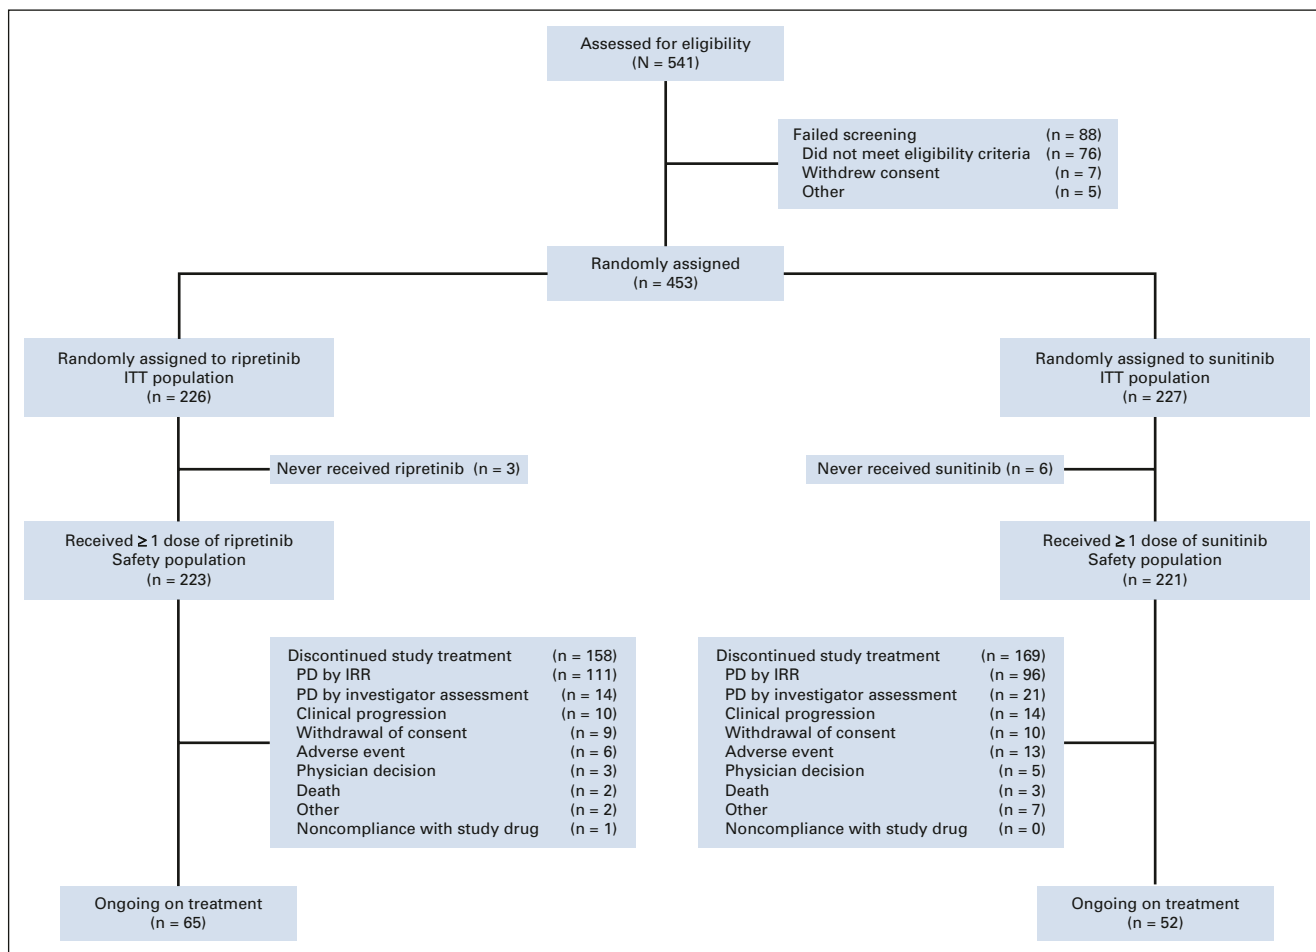 Assessed for eligibility
(N = 541)
Failed screening (n = 88)
Did not meet eligibility criteria (n = 76)
Withdrew consent (n = 7)
Other (n = 5)
Randomly assigned
(n = 453)
Randomly assigned to ripretinib
ITT population
(n = 226)
Randomly assigned to sunitinib
ITT population
(n = 227)
Never received ripretinib (n = 3)
Never received sunitinib (n = 6)
Received ≥ 1 dose of ripretinib
Safety population
(n = 223)
Received ≥ 1 dose of sunitinib
Safety population
(n = 221)
Discontinued study treatment (n = 158)
PD by IRR (n = 111)
PD by investigator assessment (n = 14)
Clinical progression (n = 10)
Withdrawal of consent (n = 9)
Adverse event (n = 6)
Physician decision (n = 3)
Death (n = 2)
Other (n = 2)
Noncompliance with study drug (n = 1)
Discontinued study treatment (n = 169)
PD by IRR (n = 96)
PD by investigator assessment (n = 21)
Clinical progression (n = 14)
Withdrawal of consent (n = 10)
Adverse event (n = 13)
Physician decision (n = 5)
Death (n = 3)
Other (n = 7)
Noncompliance with study drug (n = 0)
Ongoing on treatment
(n = 65)
Ongoing on treatment
(n = 52)